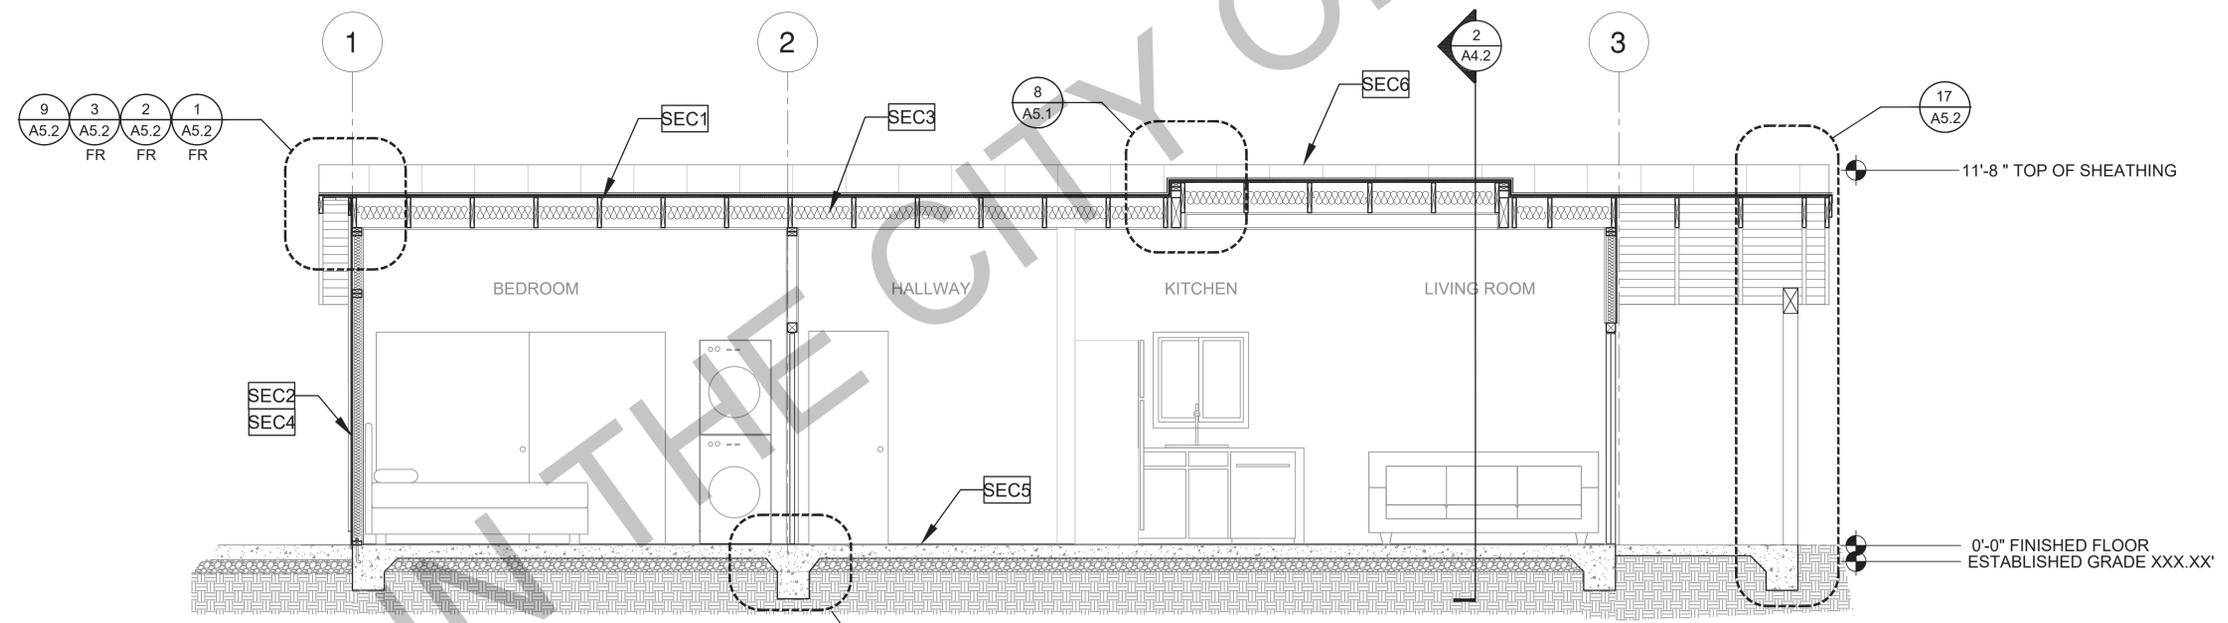 1
2
3
2
A4.2
9
A5.2
3
A5.2
FR
2
A5.2
FR
1
A5.2
FR
SEC1
SEC3
8
A5.1
SEC6
17
A5.2
11'-8 " TOP OF SHEATHING
BEDROOM
HALLWAY
KITCHEN
LIVING ROOM
SEC2
SEC4
SEC5
0'-0" FINISHED FLOOR
ESTABLISHED GRADE XXX.XX'
IN THE CITY O